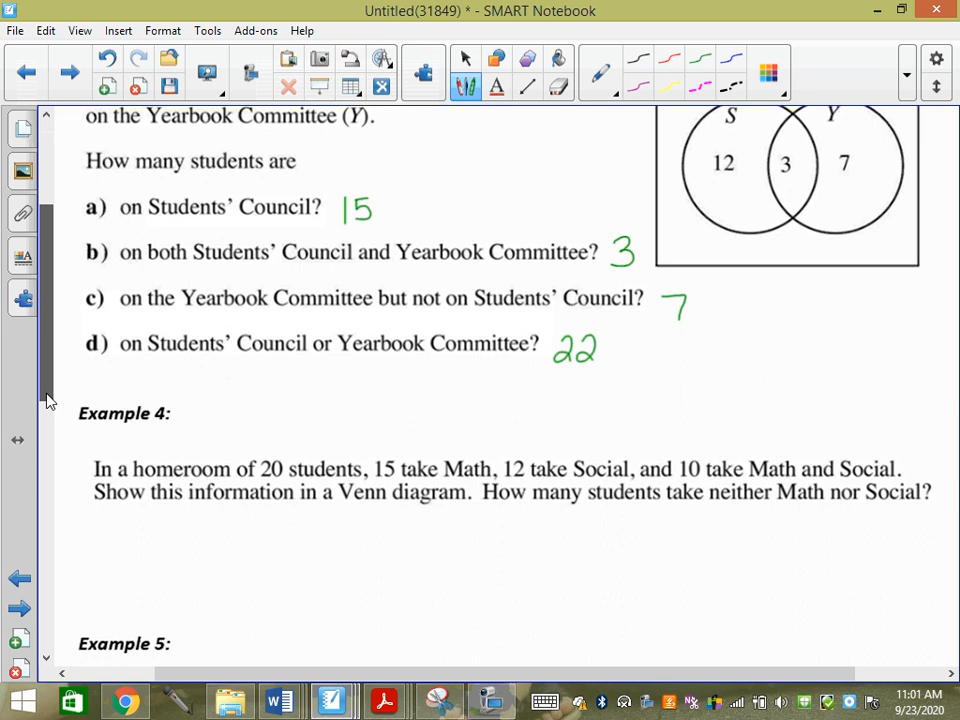 Untitled(31849) * - SMART Notebook
File Edit View Insert Format Tools Add-ons Help
on the Yearbook Committee (Y).
S Y
How many students are
12 3 7
a) on Students' Council? 15
b) on both Students' Council and Yearbook Committee? 3
c) on the Yearbook Committee but not on Students' Council? 7
d) on Students' Council or Yearbook Committee? 22
Example 4:
In a homeroom of 20 students, 15 take Math, 12 take Social, and 10 take Math and Social.
Show this information in a Venn diagram. How many students take neither Math nor Social?
Example 5:
11:01 AM
9/23/2020